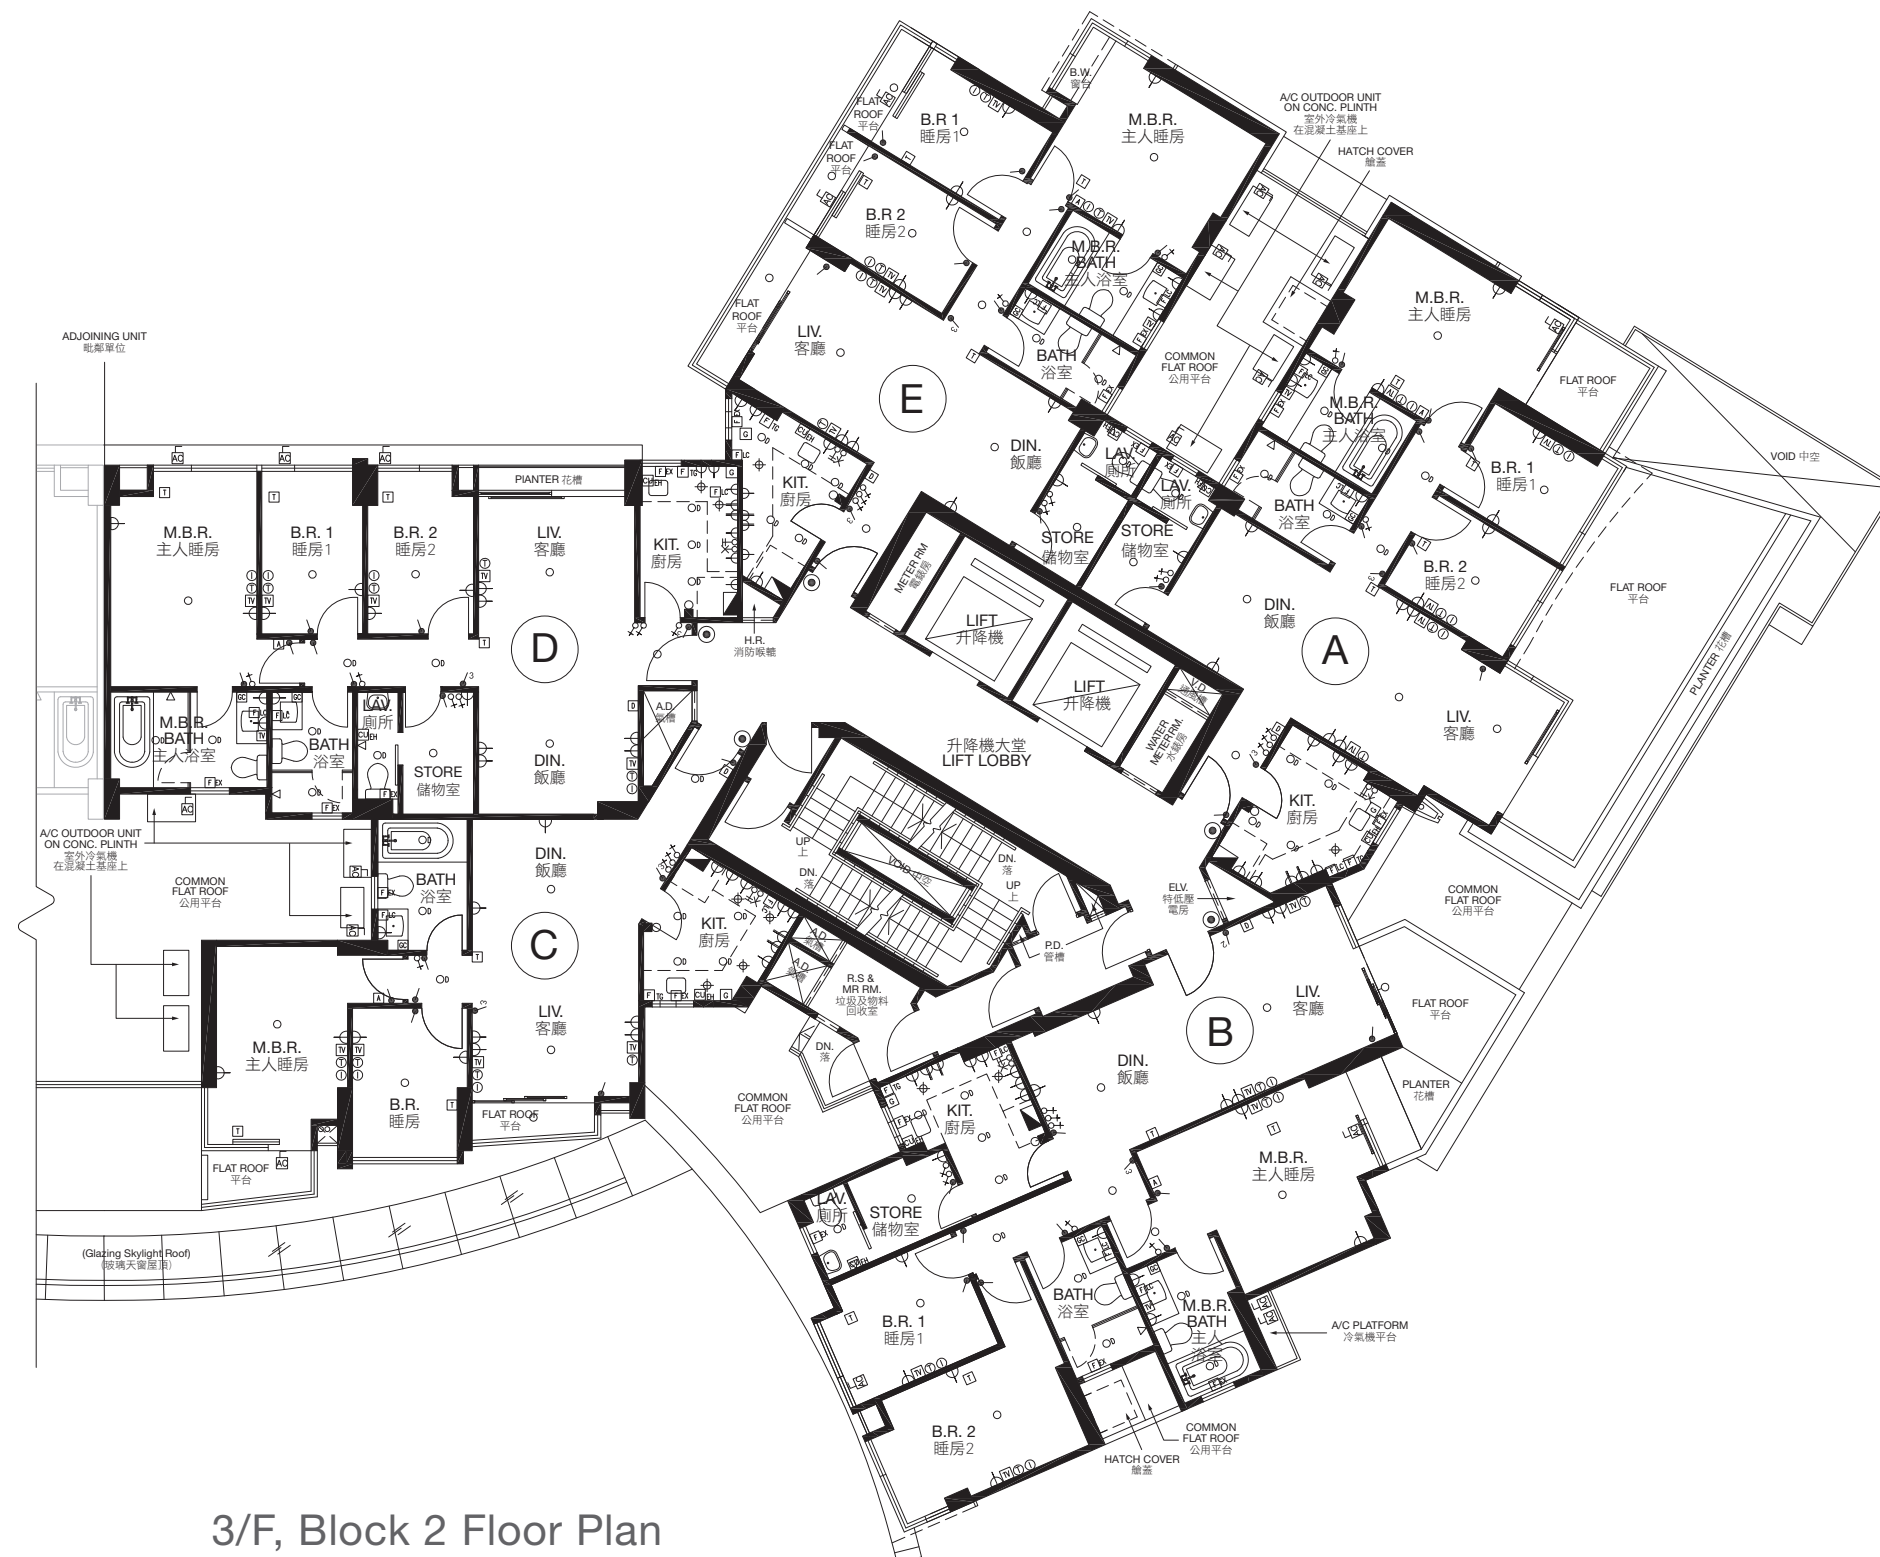 B.W.
窗台
A/C OUTDOOR UNIT
ON CONC. PLINTH
室外冷氣機
在混凝土基座上
HATCH COVER
艙蓋
FLAT
ROOF
平台
B.R 1
睡房1
M.B.R.
主人睡房
FLAT
ROOF
平台
B.R 2
睡房2
M.B.R.
BATH
主人浴室
FLAT
ROOF
平台
LIV.
客廳
E
BATH
浴室
COMMON
FLAT ROOF
公用平台
DIN.
飯廳
LAV.
廁所
STORE
儲物室
KIT.
廚房
M.B.R.
主人睡房
FLAT ROOF
平台
M.B.R.
BATH
主人浴室
VOID 中空
B.R. 1
睡房1
LAV.
廁所
BATH
浴室
STORE
儲物室
B.R. 2
睡房2
FLAT ROOF
平台
DIN.
飯廳
A
PLANTER 花槽
LIV.
客廳
KIT.
廚房
ADJOINING UNIT
毗鄰單位
PLANTER 花槽
M.B.R.
主人睡房
B.R. 1
睡房1
B.R. 2
睡房2
LIV.
客廳
KIT.
廚房
D
H.R.
消防喉轆
METER RM
電錶房
LIFT
升降機
LIFT
升降機
V.D.
WATER
METER RM.
水錶房
升降機大堂
LIFT LOBBY
A.D.
氣槽
M.B.R.
BATH
主人浴室
BATH
浴室
LAV.
廁所
STORE
儲物室
DIN.
飯廳
A/C OUTDOOR UNIT
ON CONC. PLINTH
室外冷氣機
在混凝土基座上
COMMON
FLAT ROOF
公用平台
BATH
浴室
DIN.
飯廳
C
KIT.
廚房
LIV.
客廳
M.B.R.
主人睡房
B.R.
睡房
FLAT ROOF
平台
FLAT ROOF
平台
(Glazing Skylight Roof)
(玻璃天窗屋頂)
UP
上
DN.
落
VOID 中空
DN.
落
UP
上
A.D.
氣槽
A.D.
氣槽
R.S &
MR RM.
垃圾及物料
回收室
DN.
落
P.D.
管槽
ELV.
特低壓
電房
COMMON
FLAT ROOF
公用平台
COMMON
FLAT ROOF
公用平台
B
LIV.
客廳
DIN.
飯廳
FLAT ROOF
平台
PLANTER
花槽
KIT.
廚房
M.B.R.
主人睡房
LAV.
廁所
STORE
儲物室
BATH
浴室
M.B.R.
BATH
主人
浴室
B.R. 1
睡房1
B.R. 2
睡房2
A/C PLATFORM
冷氣機平台
COMMON
FLAT ROOF
公用平台
HATCH COVER
艙蓋
3/F, Block 2 Floor Plan